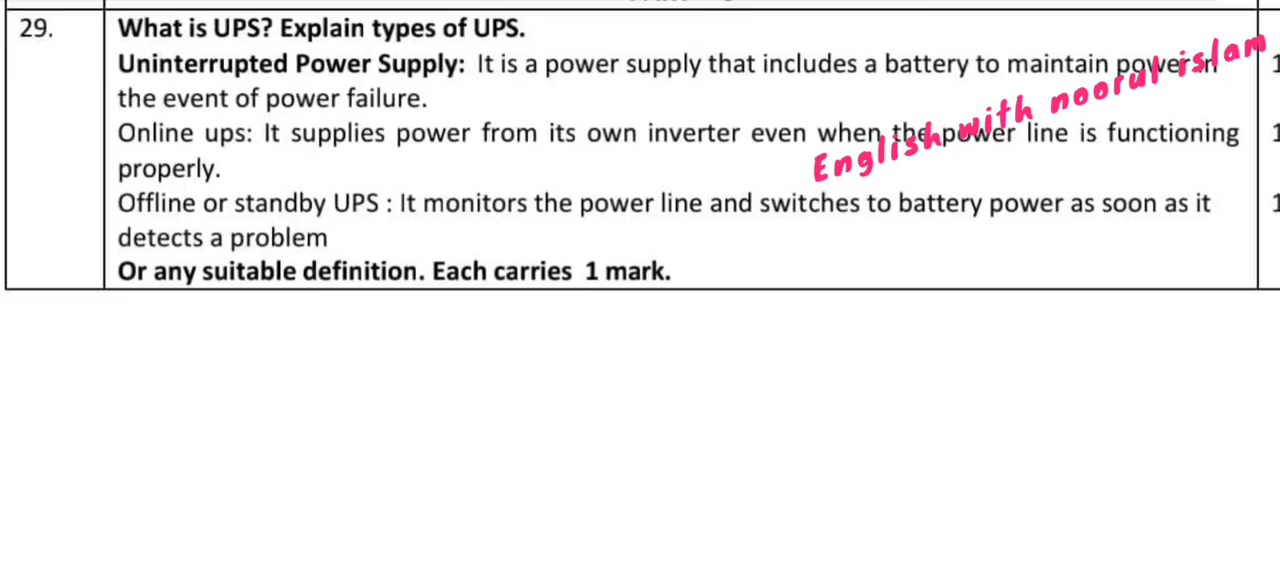 29.
What is UPS? Explain types of UPS.
Uninterrupted Power Supply: It is a power supply that includes a battery to maintain power in 1
the event of power failure.
Online ups: It supplies power from its own inverter even when the power line is functioning 1
properly.
Offline or standby UPS : It monitors the power line and switches to battery power as soon as it 1
detects a problem
Or any suitable definition. Each carries 1 mark.
English with noorul islam